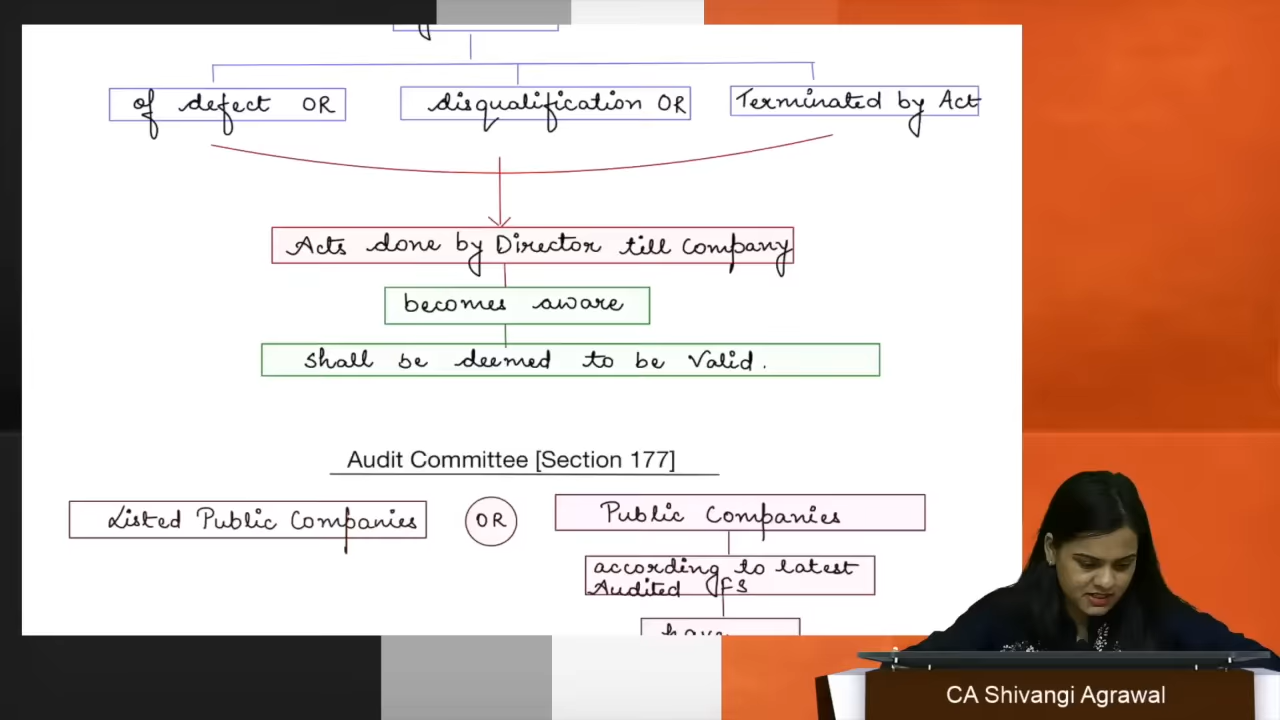 of defect OR
disqualification OR
Terminated by Act
Acts done by Director till Company
becomes aware
shall be deemed to be Valid.
Audit Committee [Section 177]
Listed Public Companies
OR
Public Companies
according to latest
Audited FS
have
CA Shivangi Agrawal